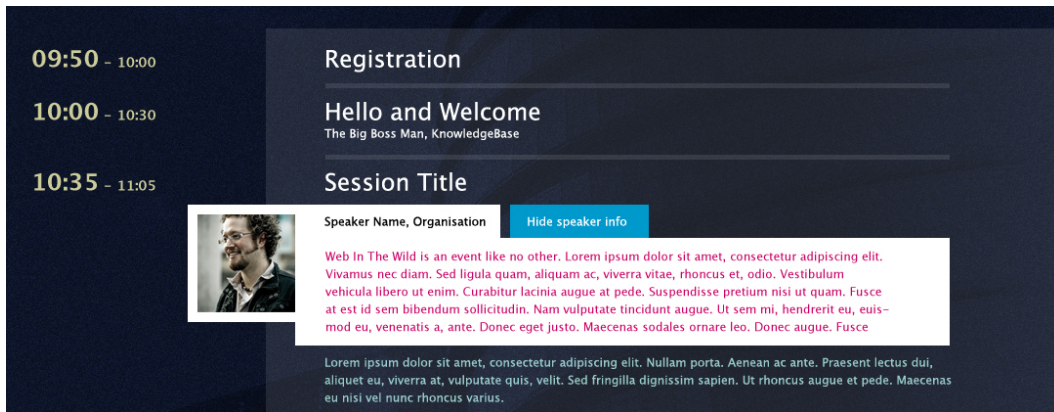 09:50 – 10:00 Registration
10:00 – 10:30 Hello and Welcome
The Big Boss Man, KnowledgeBase
10:35 – 11:05 Session Title
Speaker Name, Organisation Hide speaker info
Web In The Wild is an event like no other. Lorem ipsum dolor sit amet, consectetur adipiscing elit.
Vivamus nec diam. Sed ligula quam, aliquam ac, viverra vitae, rhoncus et, odio. Vestibulum
vehicula libero ut enim. Curabitur lacinia augue at pede. Suspendisse pretium nisi ut quam. Fusce
at est id sem bibendum sollicitudin. Nam vulputate tincidunt augue. Ut sem mi, hendrerit eu, euis–
mod eu, venenatis a, ante. Donec eget justo. Maecenas sodales ornare leo. Donec augue. Fusce
Lorem ipsum dolor sit amet, consectetur adipiscing elit. Nullam porta. Aenean ac ante. Praesent lectus dui,
aliquet eu, viverra at, vulputate quis, velit. Sed fringilla dignissim sapien. Ut rhoncus augue et pede. Maecenas
eu nisi vel nunc rhoncus varius.